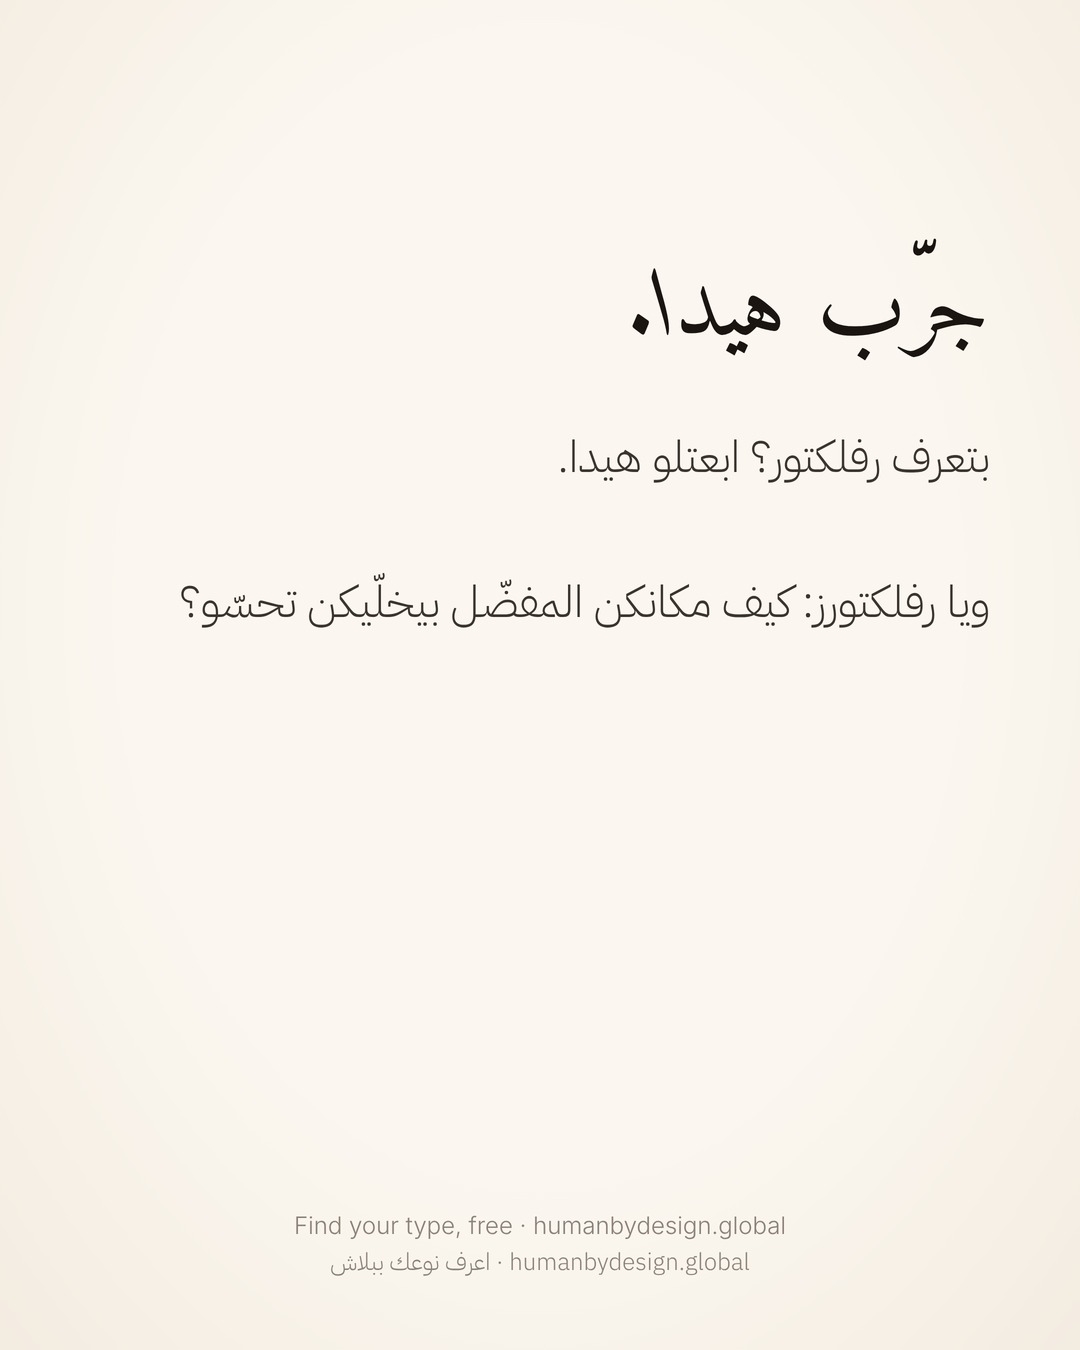 جرّب هيدا.
بتعرف رفلكتور؟ ابعتلو هيدا.
ويا رفلكتورز: كيف مكانكن المفضّل بيخلّيكن تحسّو؟
Find your type, free · humanbydesign.global
اعرف نوعك ببلاش · humanbydesign.global